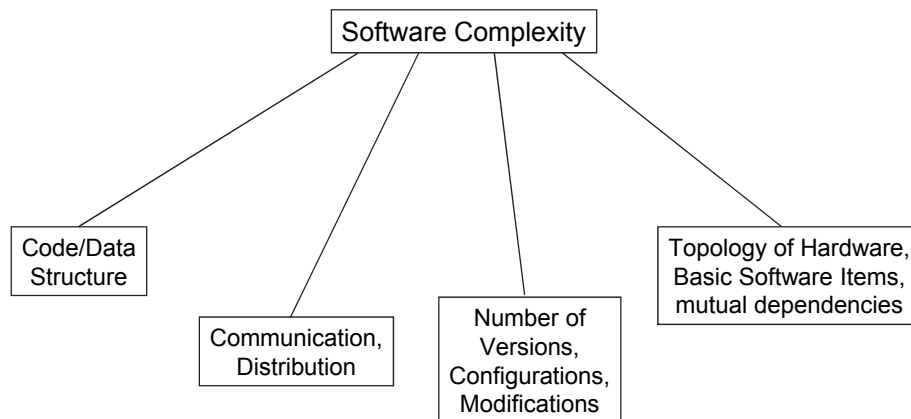 Software Complexity
Code/Data
Structure
Communication,
Distribution
Number of
Versions,
Configurations,
Modifications
Topology of Hardware,
Basic Software Items,
mutual dependencies